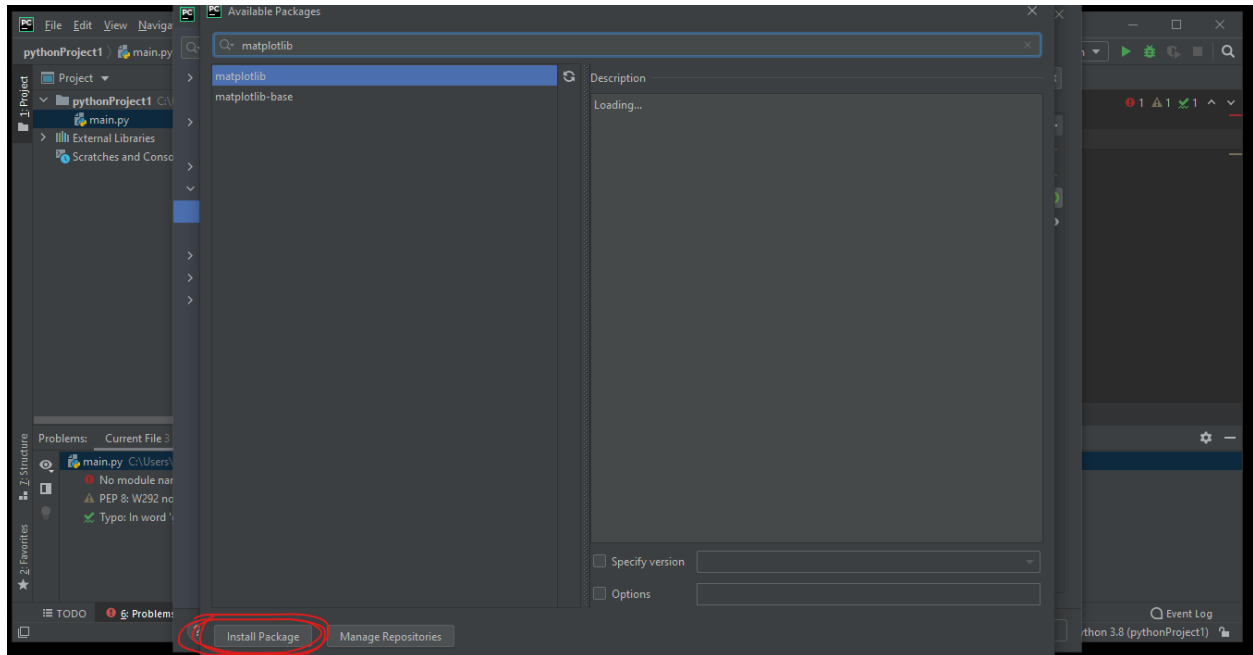 PC File Edit View Naviga
PC Available Packages
pythonProject1 main.py
matplotlib
1: Project
Project
matplotlib
matplotlib-base
Description
Loading...
pythonProject1 C:\
main.py
External Libraries
Scratches and Conso
1 1 1
Specify version
Options
Z: Structure
2: Favorites
Problems: Current File 3
main.py C:\Users\
No module nar
PEP 8: W292 no
Typo: In word '
TODO 6: Problems
Event Log
Install Package Manage Repositories
ython 3.8 (pythonProject1)